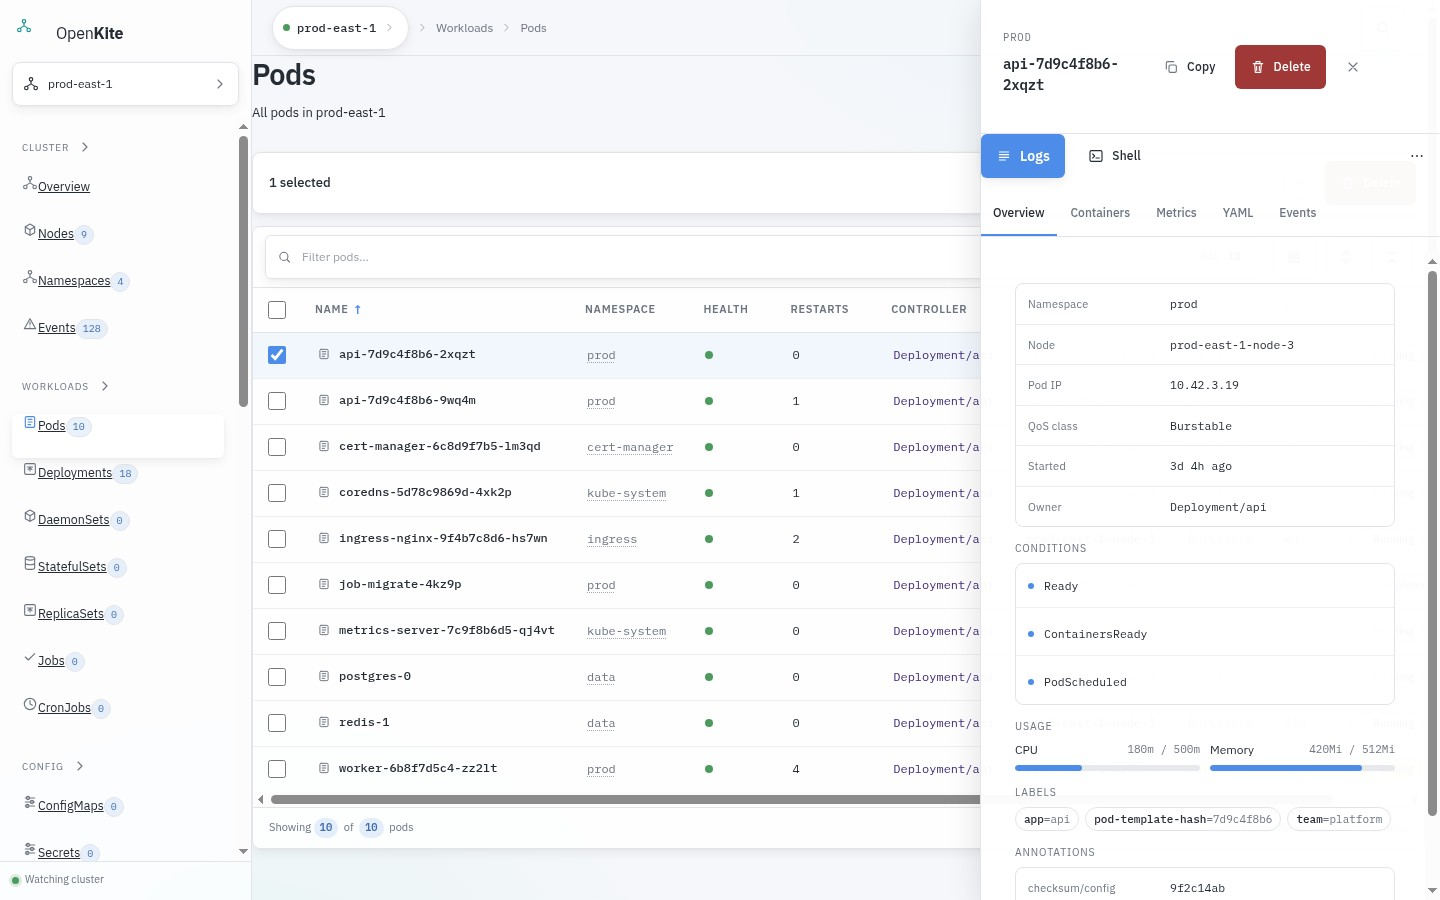 OpenKite
prod-east-1
CLUSTER
Overview
Nodes 9
Namespaces 4
Events 128
WORKLOADS
Pods 10
Deployments 18
DaemonSets 0
StatefulSets 0
ReplicaSets 0
Jobs 0
CronJobs 0
CONFIG
ConfigMaps 0
Secrets 0
Watching cluster
prod-east-1 Workloads Pods
Pods
All pods in prod-east-1
1 selected
Filter pods...
NAME ↑ NAMESPACE HEALTH RESTARTS CONTROLLER
api-7d9c4f8b6-2xqzt prod 0 Deployment/a
api-7d9c4f8b6-9wq4m prod 1 Deployment/a
cert-manager-6c8d9f7b5-lm3qd cert-manager 0 Deployment/a
coredns-5d78c9869d-4xk2p kube-system 1 Deployment/a
ingress-nginx-9f4b7c8d6-hs7wn ingress 2 Deployment/a
job-migrate-4kz9p prod 0 Deployment/a
metrics-server-7c9f8b6d5-qj4vt kube-system 0 Deployment/a
postgres-0 data 0 Deployment/a
redis-1 data 0 Deployment/a
worker-6b8f7d5c4-zz2lt prod 4 Deployment/a
Showing 10 of 10 pods
PROD
api-7d9c4f8b6-
2xqzt
Copy Delete
Logs Shell ...
Overview Containers Metrics YAML Events
Namespace prod
Node prod-east-1-node-3
Pod IP 10.42.3.19
QoS class Burstable
Started 3d 4h ago
Owner Deployment/api
CONDITIONS
Ready
ContainersReady
PodScheduled
USAGE
CPU 180m / 500m Memory 420Mi / 512Mi
LABELS
app=api pod-template-hash=7d9c4f8b6 team=platform
ANNOTATIONS
checksum/config 9f2c14ab